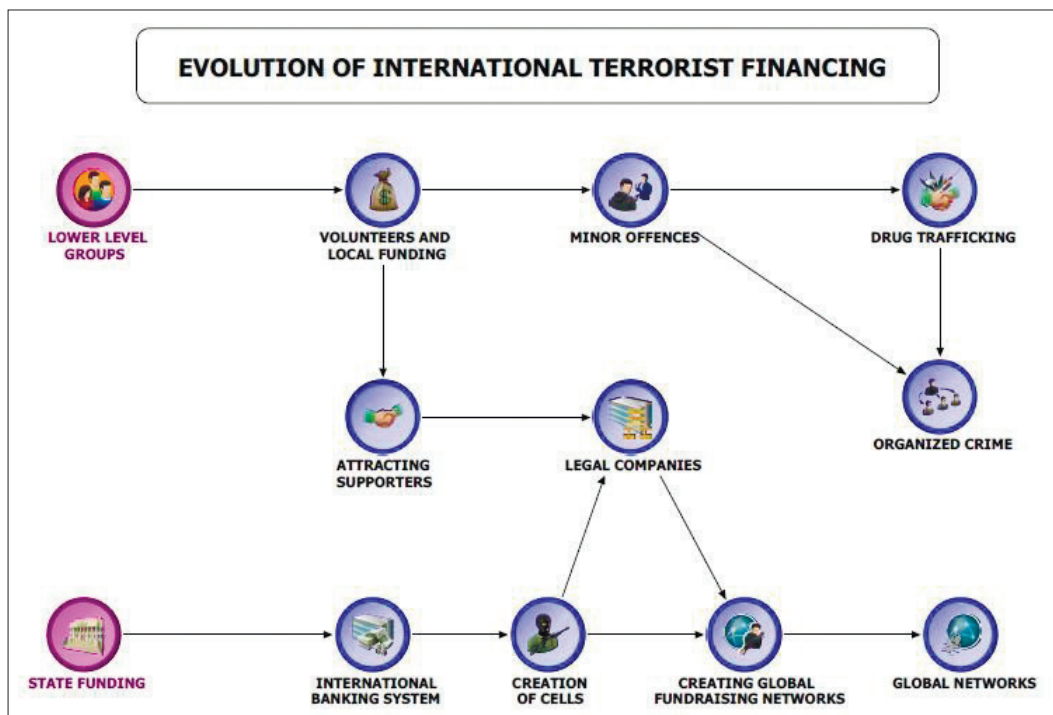 EVOLUTION OF INTERNATIONAL TERRORIST FINANCING
LOWER LEVEL
GROUPS
VOLUNTEERS AND
LOCAL FUNDING
MINOR OFFENCES
DRUG TRAFFICKING
ATTRACTING
SUPPORTERS
LEGAL COMPANIES
ORGANIZED CRIME
STATE FUNDING
INTERNATIONAL
BANKING SYSTEM
CREATION
OF CELLS
CREATING GLOBAL
FUNDRAISING NETWORKS
GLOBAL NETWORKS